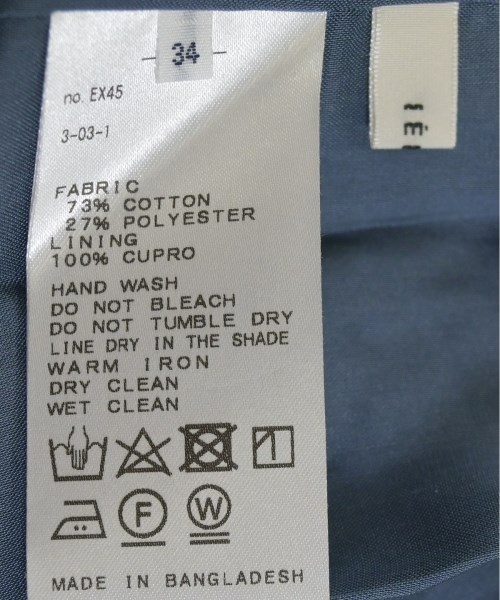 34
no. EX45
3-03-1
FABRIC
73% COTTON
27% POLYESTER
LINING
100% CUPRO
HAND WASH
DO NOT BLEACH
DO NOT TUMBLE DRY
LINE DRY IN THE SHADE
WARM IRON
DRY CLEAN
WET CLEAN
F
W
MADE IN BANGLADESH